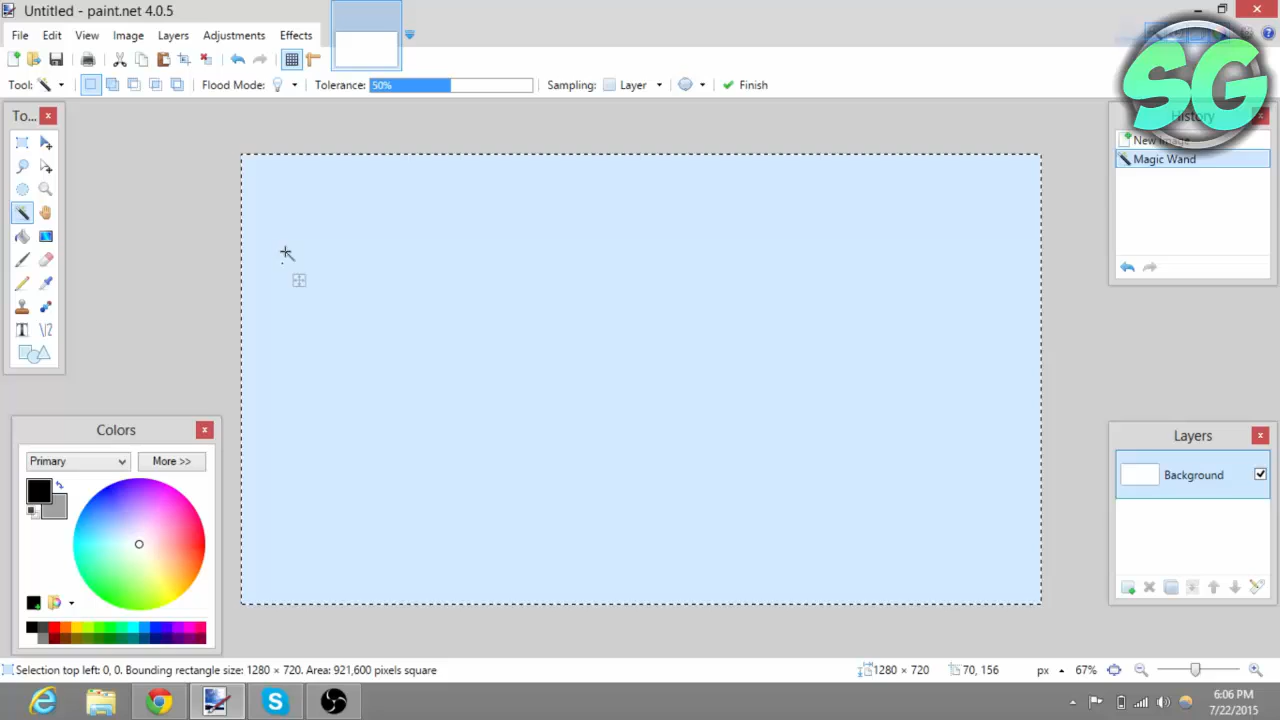 Untitled - paint.net 4.0.5
File Edit View Image Layers Adjustments Effects
Tool: Flood Mode: Tolerance: 50% Sampling: Layer Finish
SG
To...
History
New Image
Magic Wand
Colors
Primary More >>
Layers
Background
Selection top left: 0, 0. Bounding rectangle size: 1280 × 720. Area: 921,600 pixels square 1280 × 720 70, 156 px 67%
6:06 PM
7/22/2015